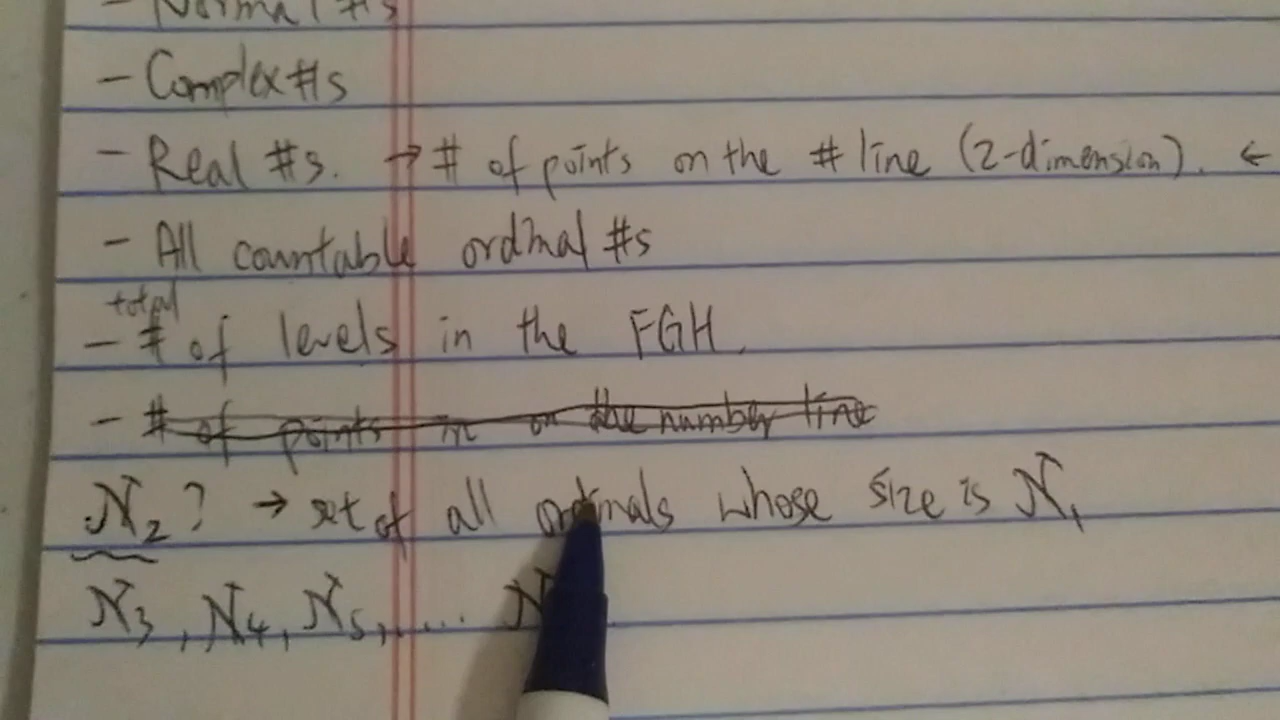 - Normal #'s
- Complex #s
- Real #s. → # of points on the # line (2-dimension). ←
- All countable ordinal #s
total
- # of levels in the FGH.
- # of points in on the number line
ℵ2? → set of all ordinals whose size is ℵ1
ℵ3, ℵ4, ℵ5, .... ℵ